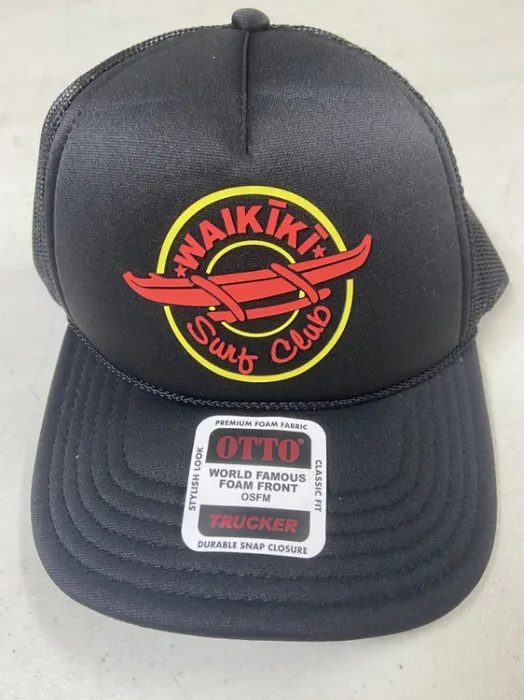 WAIKĪKĪ
Surf Club
PREMIUM FOAM FABRIC
STYLISH LOOK
OTTO®
CLASSIC FIT
WORLD FAMOUS
FOAM FRONT
OSFM
TRUCKER
DURABLE SNAP CLOSURE